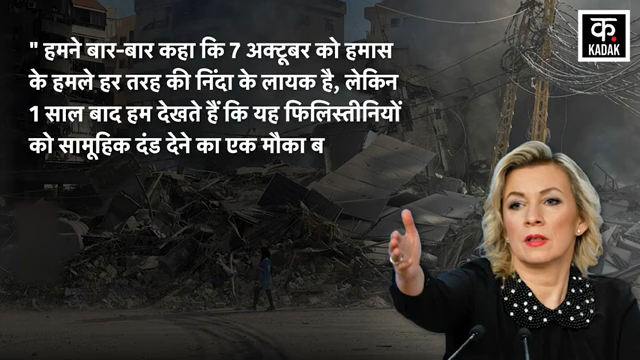 " हमने बार-बार कहा कि 7 अक्टूबर को हमास
के हमले हर तरह की निंदा के लायक है, लेकिन
1 साल बाद हम देखते हैं कि यह फिलिस्तीनियों
को सामूहिक दंड देने का एक मौका ब
क
KADAK